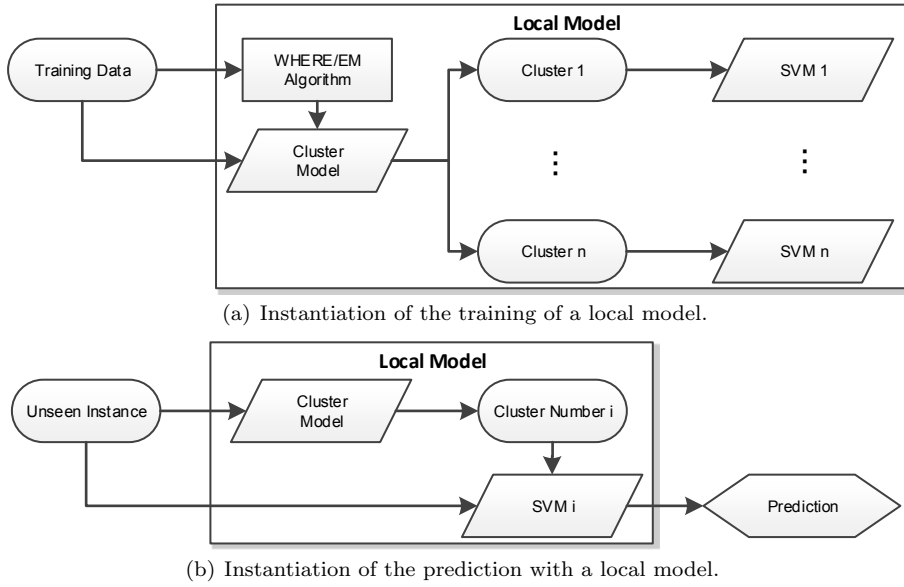 Local Model
Training Data
WHERE/EM
Algorithm
Cluster
Model
Cluster 1
SVM 1
⋮
⋮
Cluster n
SVM n
(a) Instantiation of the training of a local model.
Local Model
Unseen Instance
Cluster
Model
Cluster Number i
SVM i
Prediction
(b) Instantiation of the prediction with a local model.